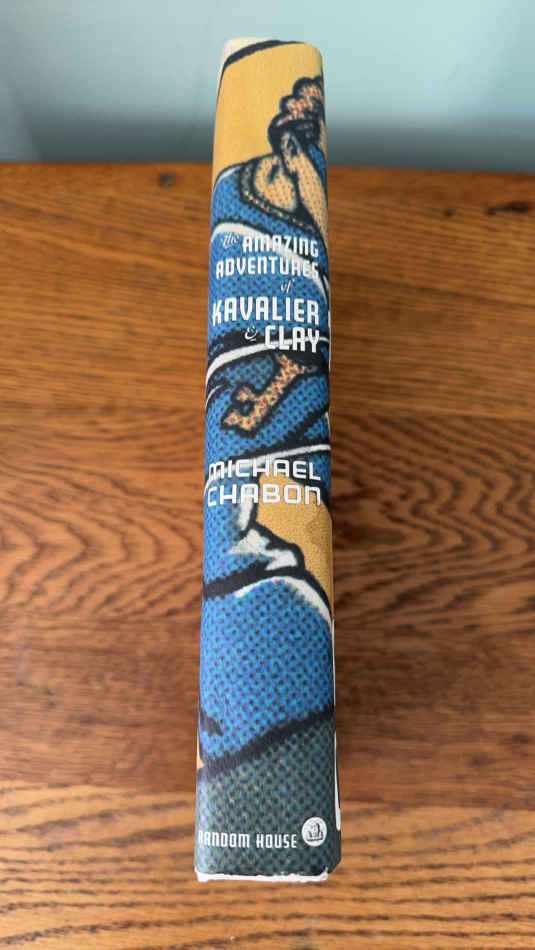 the AMAZING
ADVENTURES
of
KAVALIER
& CLAY
MICHAEL
CHABON
RANDOM HOUSE